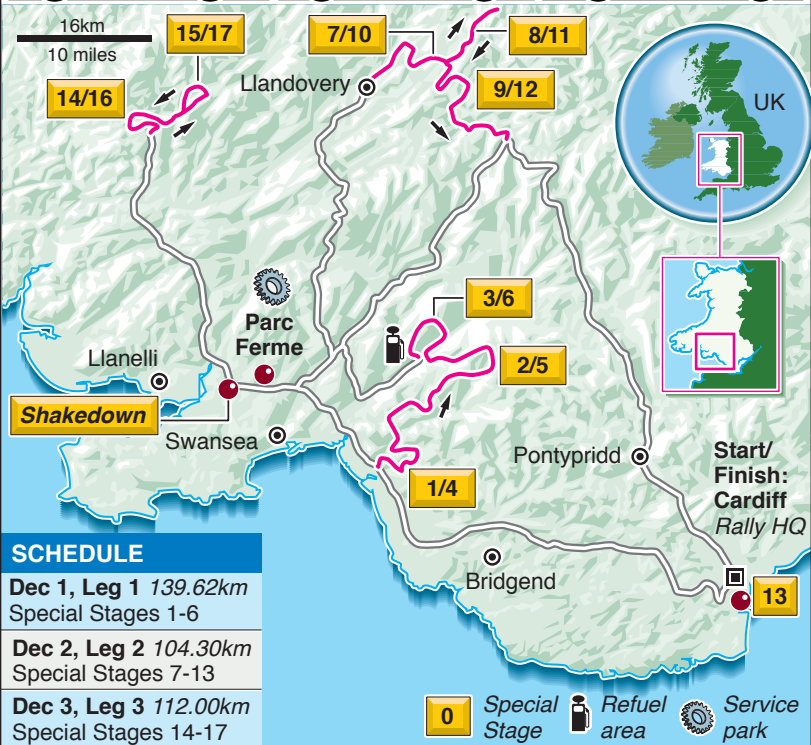 16km
10 miles
15/17
7/10
8/11
14/16
Llandovery
9/12
UK
3/6
Parc
Ferme
2/5
Llanelli
Shakedown
Swansea
1/4
Pontypridd
Start/
Finish:
Cardiff
Rally HQ
Bridgend
13
SCHEDULE
Dec 1, Leg 1 139.62km
Special Stages 1-6
Dec 2, Leg 2 104.30km
Special Stages 7-13
Dec 3, Leg 3 112.00km
Special Stages 14-17
0
Special
Stage
Refuel
area
Service
park